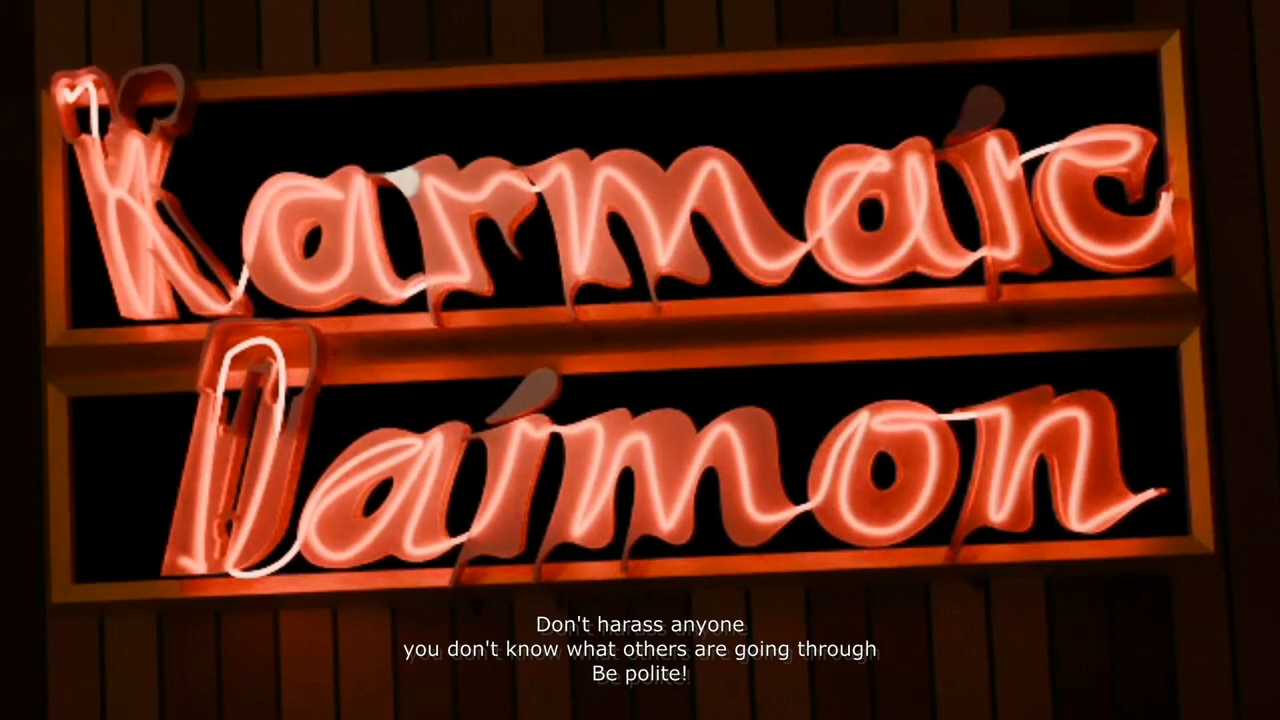 Karmaic
Daimon
Don't harass anyone
you don't know what others are going through
Be polite!